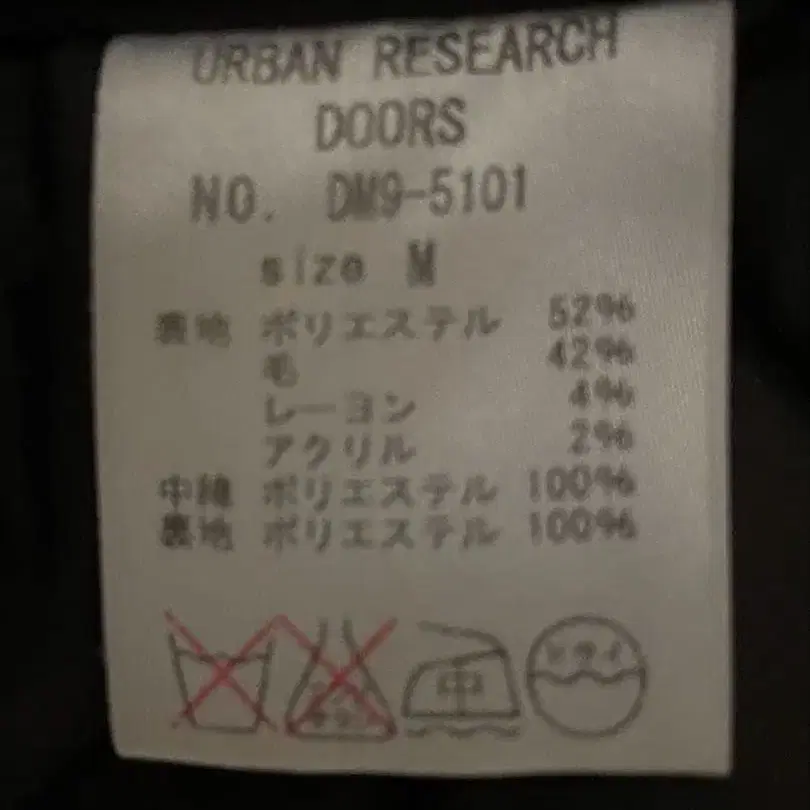 URBAN RESEARCH
DOORS
NO. DM9-5101
size M
表地 ポリエステル 52%
毛 42%
レーヨン 4%
アクリル 2%
中綿 ポリエステル 100%
裏地 ポリエステル 100%
中 ドライ